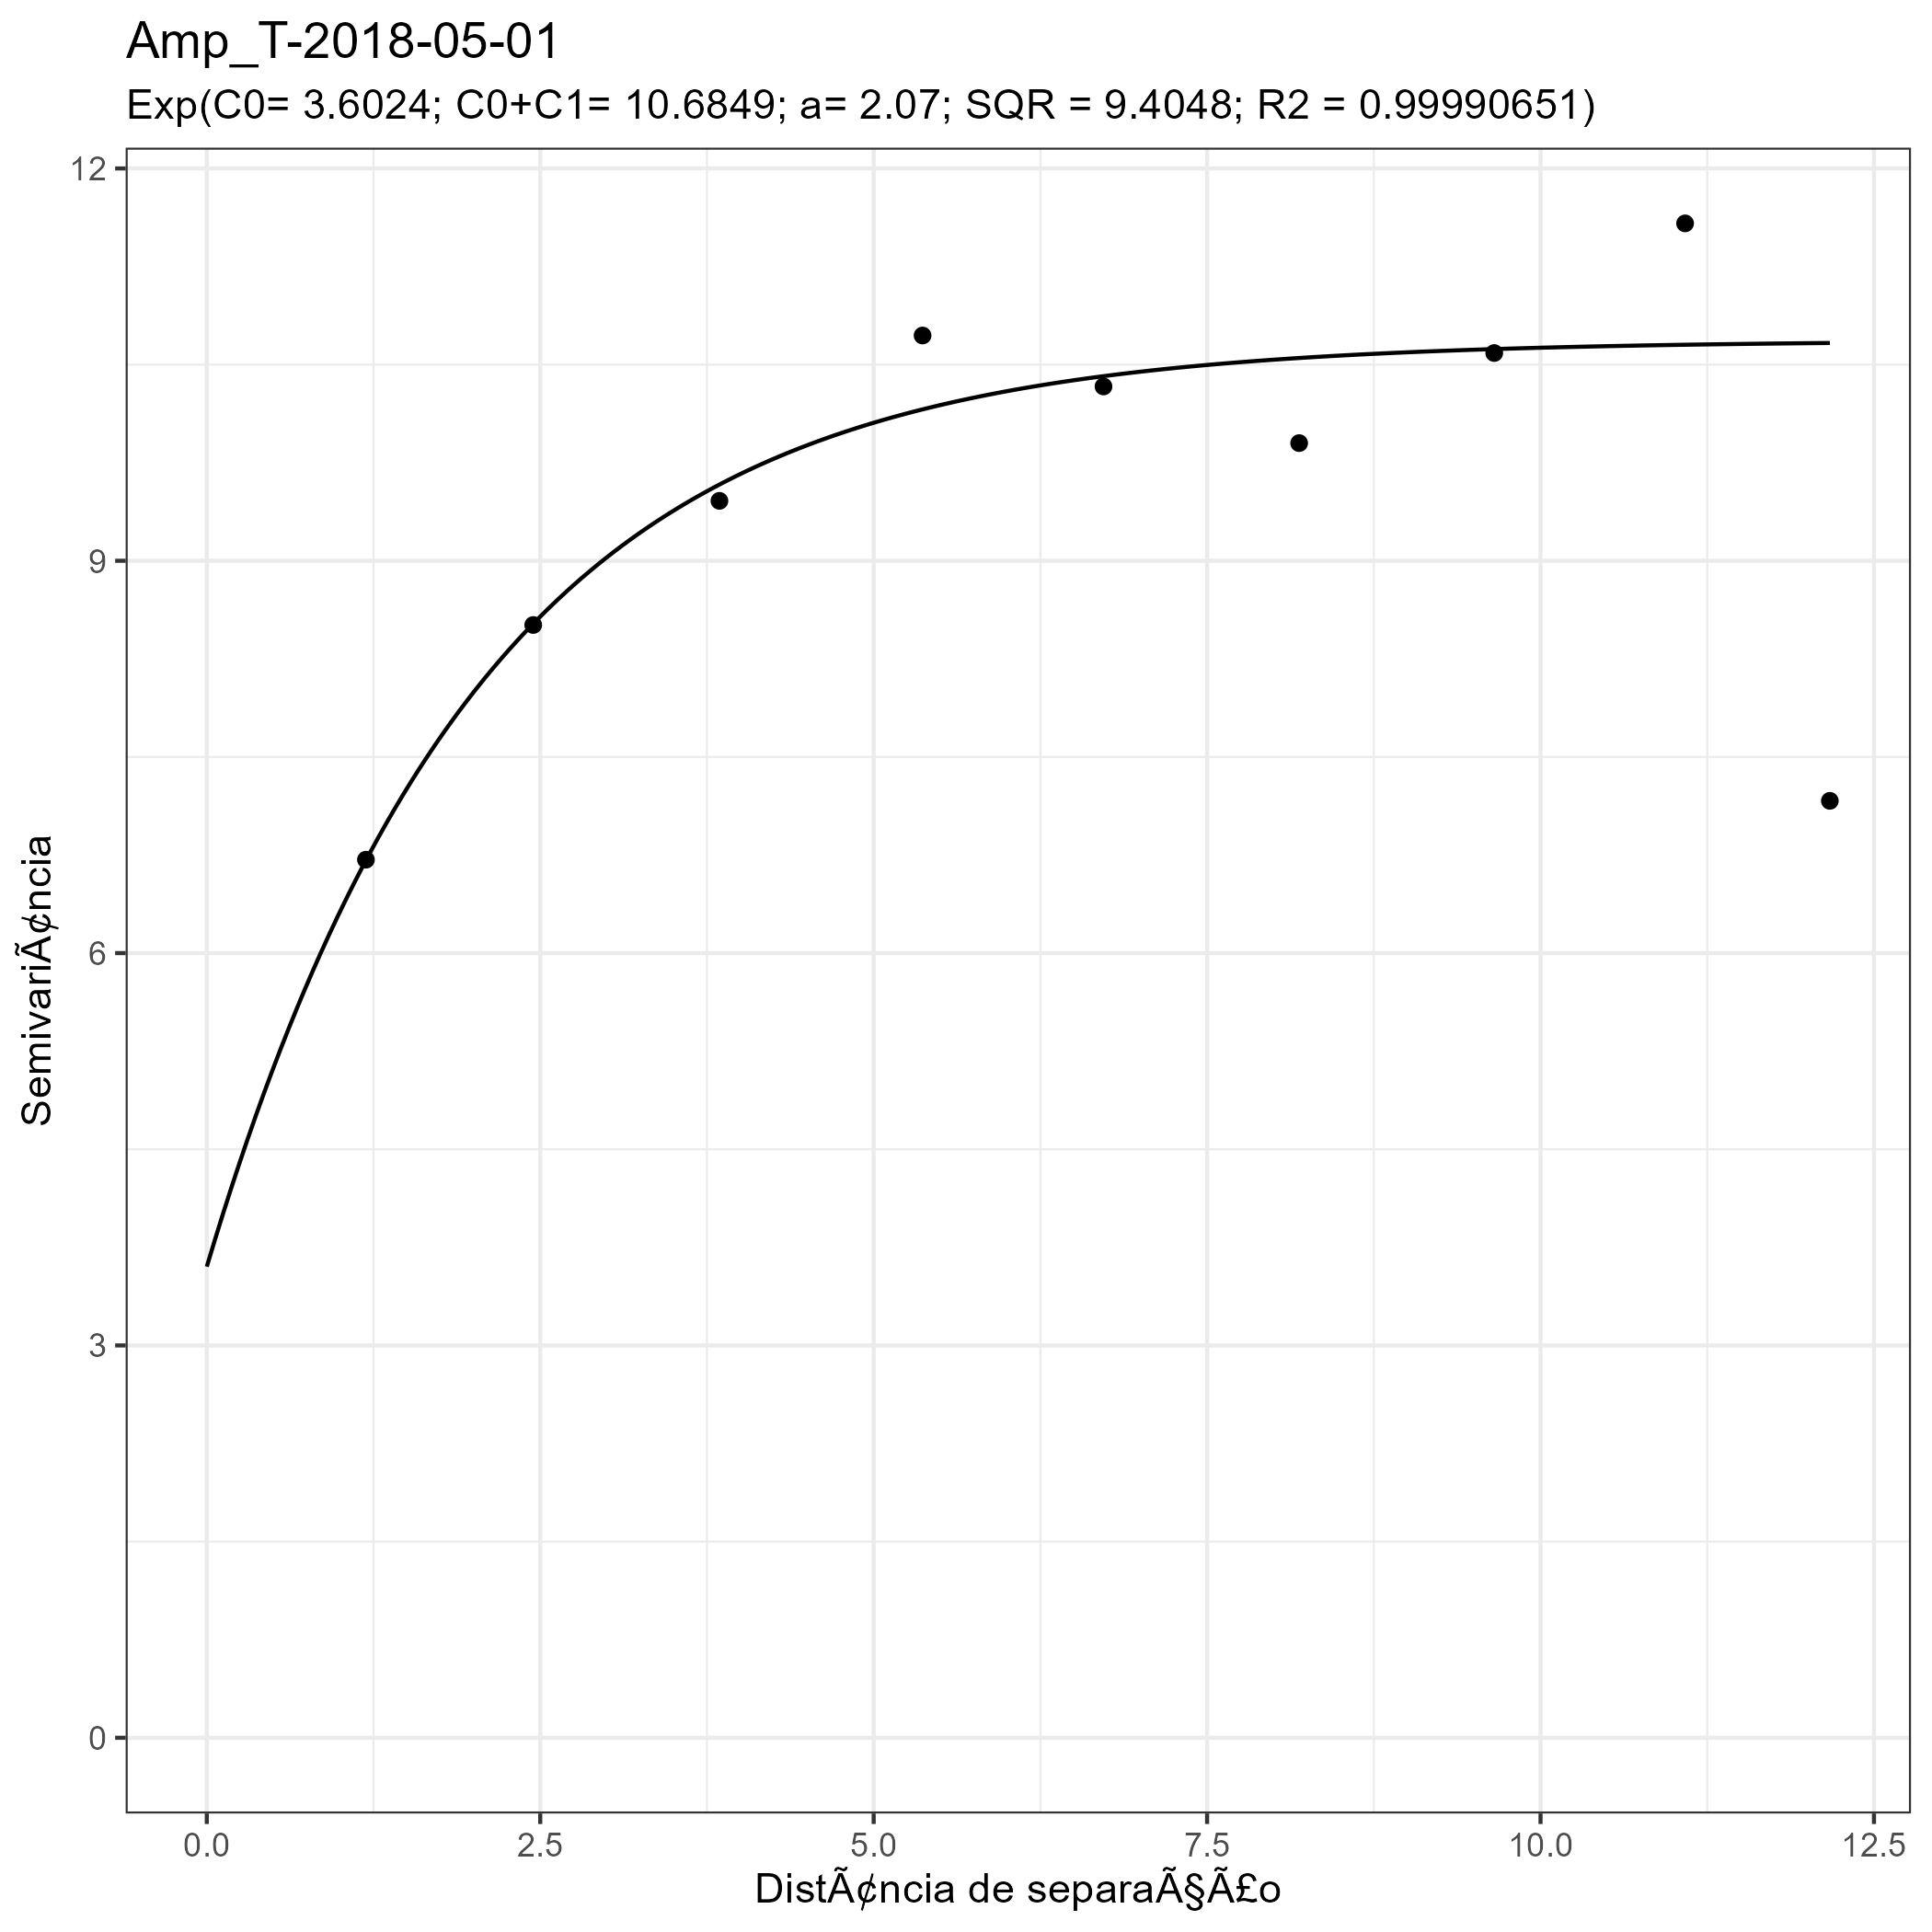 Amp_T-2018-05-01
Exp(C0= 3.6024; C0+C1= 10.6849; a= 2.07; SQR = 9.4048; R2 = 0.99990651)
12
9
6
3
0
SemivariÃ¢ncia
0.0 2.5 5.0 7.5 10.0 12.5
DistÃ¢ncia de separaÃ§Ã£o